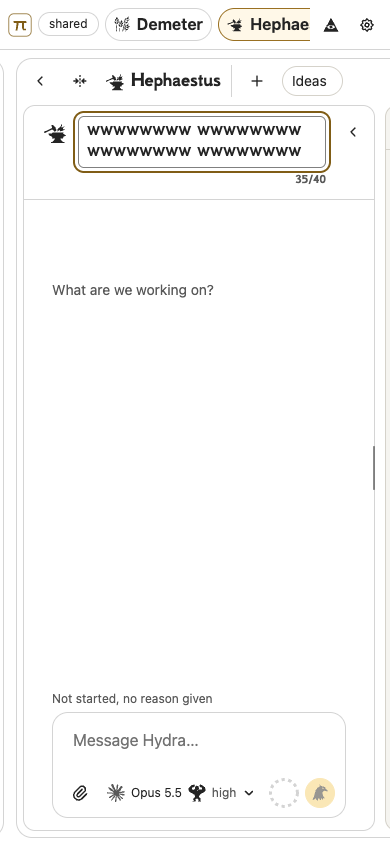 π shared Demeter Hephae
Hephaestus + Ideas
wwwwwwww wwwwwwww
wwwwwwww wwwwwwww
35/40
What are we working on?
Not started, no reason given
Message Hydra...
Opus 5.5 high